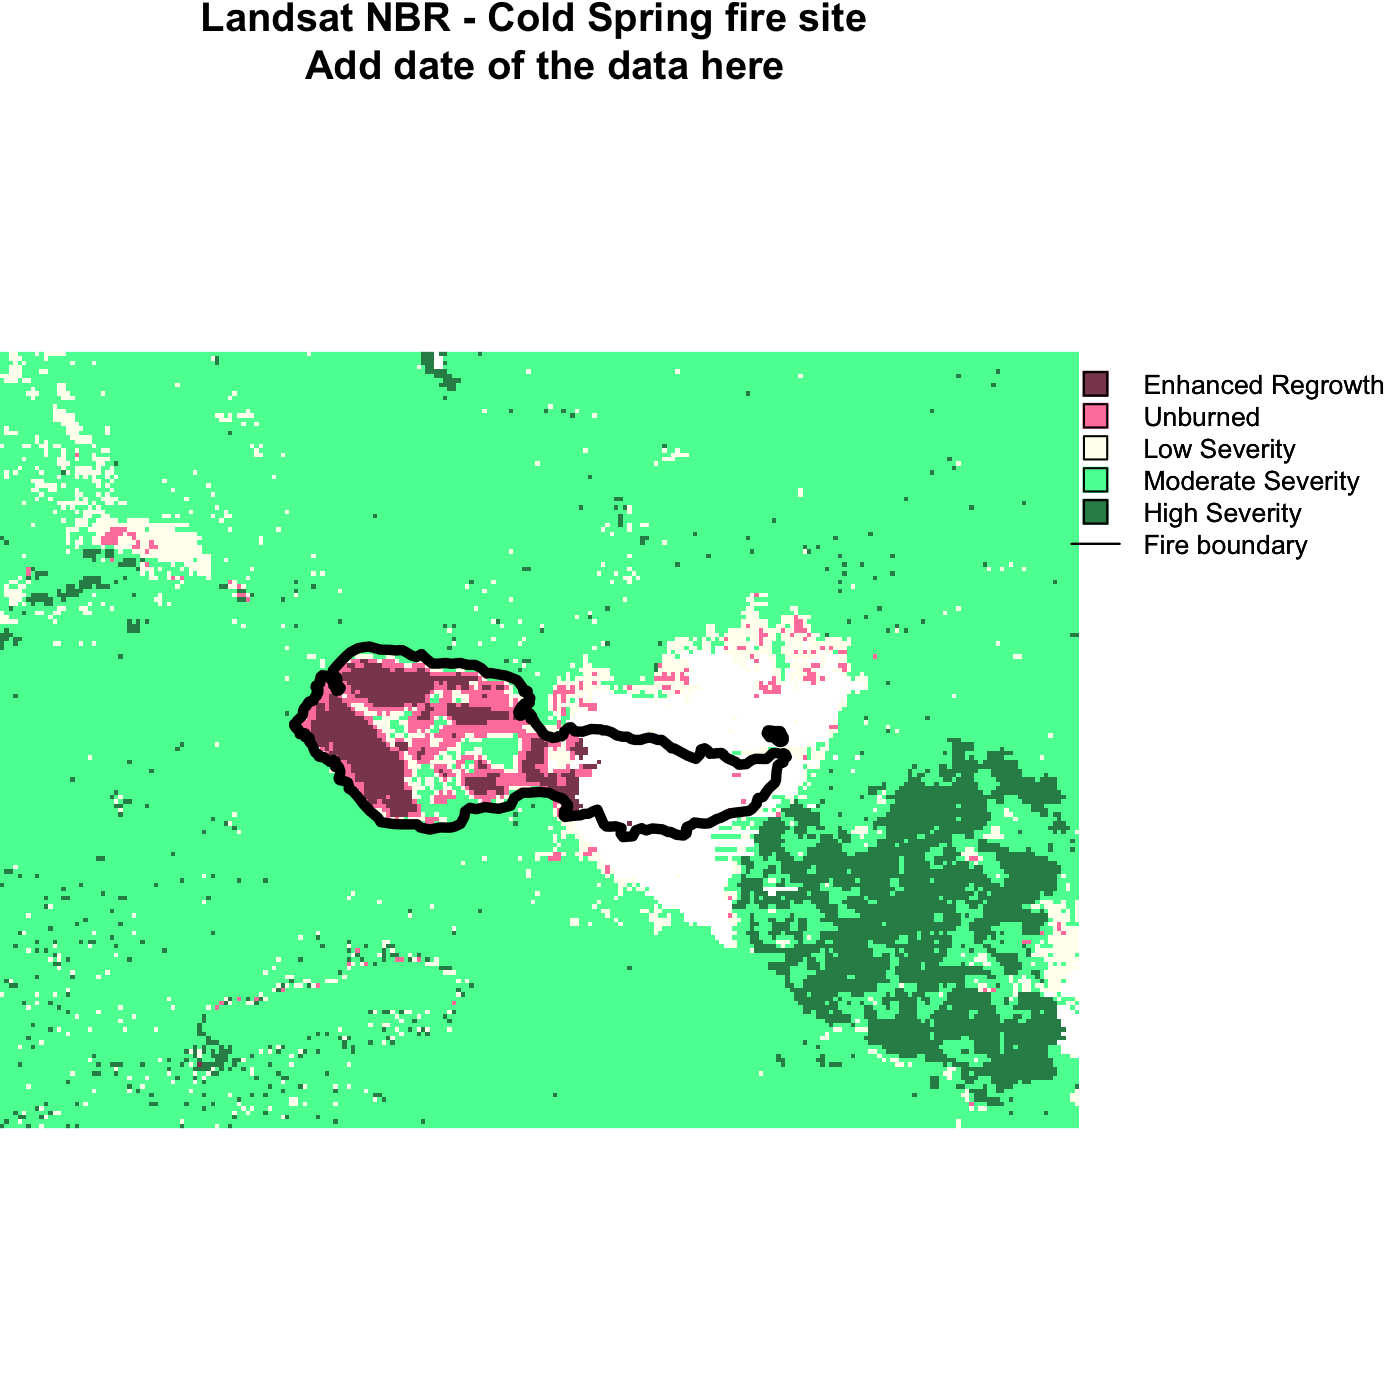 Landsat NBR - Cold Spring fire site
Add date of the data here
Enhanced Regrowth
Unburned
Low Severity
Moderate Severity
High Severity
Fire boundary